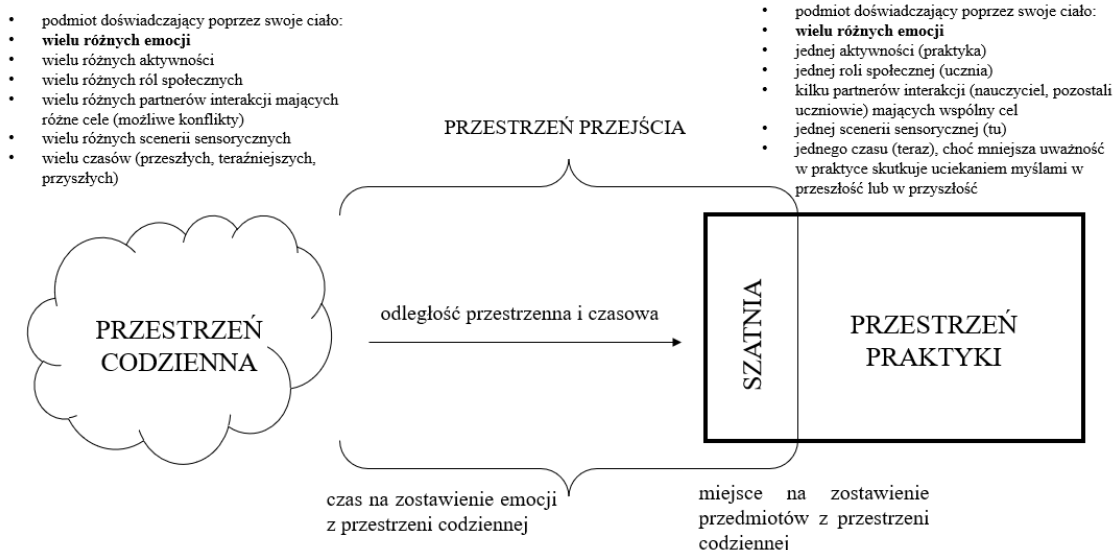 podmiot doświadczający poprzez swoje ciało:
wielu różnych emocji
wielu różnych aktywności
wielu różnych ról społecznych
wielu różnych partnerów interakcji mających
różne cele (możliwe konflikty)
wielu różnych scenerii sensorycznych
wielu czasów (przeszłych, teraźniejszych,
przyszłych)
podmiot doświadczający poprzez swoje ciało:
wielu różnych emocji
jednej aktywności (praktyka)
jednej roli społecznej (ucznia)
kilku partnerów interakcji (nauczyciel, pozostali
uczniowie) mających wspólny cel
jednej scenerii sensorycznej (tu)
jednego czasu (teraz), choć mniejsza uważność
w praktyce skutkuje uciekaniem myślami w
przeszłość lub w przyszłość
PRZESTRZEŃ PRZEJŚCIA
PRZESTRZEŃ
CODZIENNA
odległość przestrzenna i czasowa
SZATNIA
PRZESTRZEŃ
PRAKTYKI
czas na zostawienie emocji
z przestrzeni codziennej
miejsce na zostawienie
przedmiotów z przestrzeni
codziennej